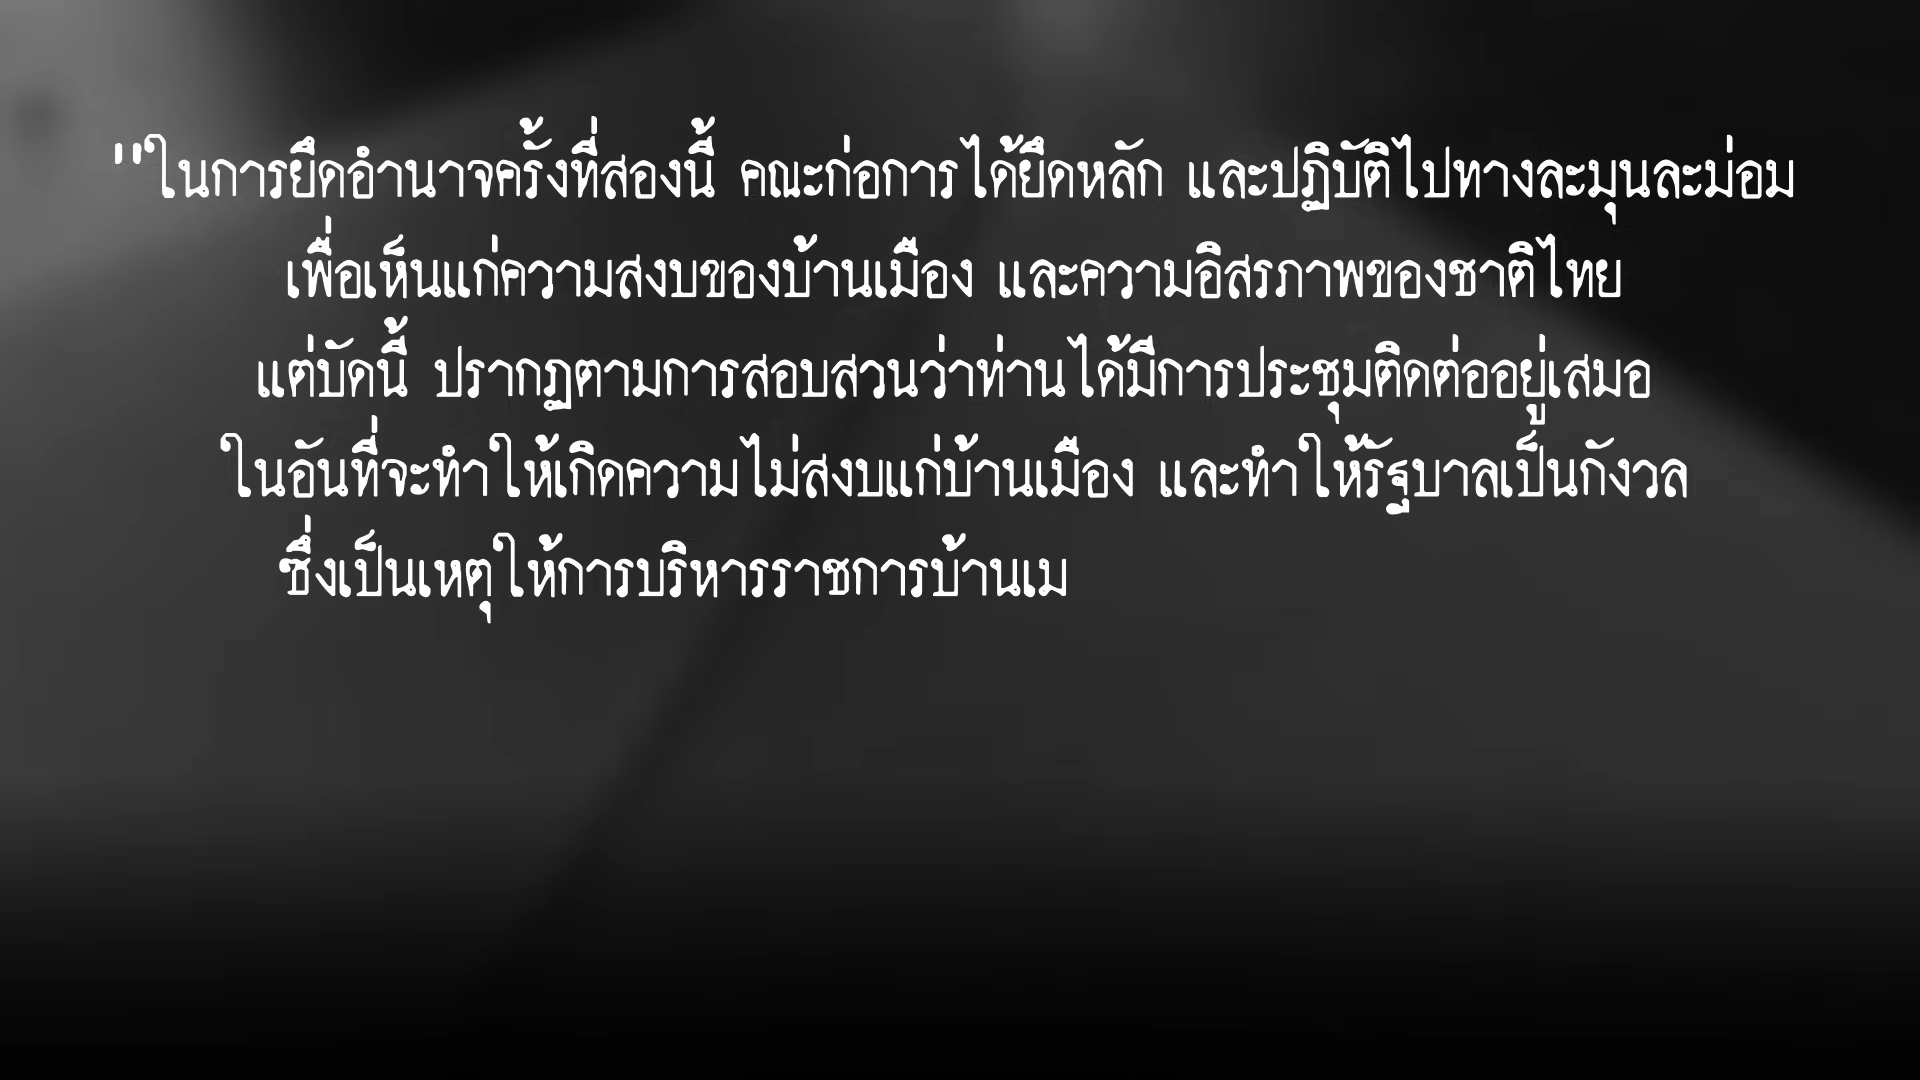 "ในการยึดอำนาจครั้งที่สองนี้ คณะก่อการได้ยึดหลัก และปฏิบัติไปทางละมุนละม่อม
เพื่อเห็นแก่ความสงบของบ้านเมือง และความอิสรภาพของชาติไทย
แต่บัดนี้ ปรากฏตามการสอบสวนว่าท่านได้มีการประชุมติดต่ออยู่เสมอ
ในอันที่จะทำให้เกิดความไม่สงบแก่บ้านเมือง และทำให้รัฐบาลเป็นกังวล
ซึ่งเป็นเหตุให้การบริหารราชการบ้านเม